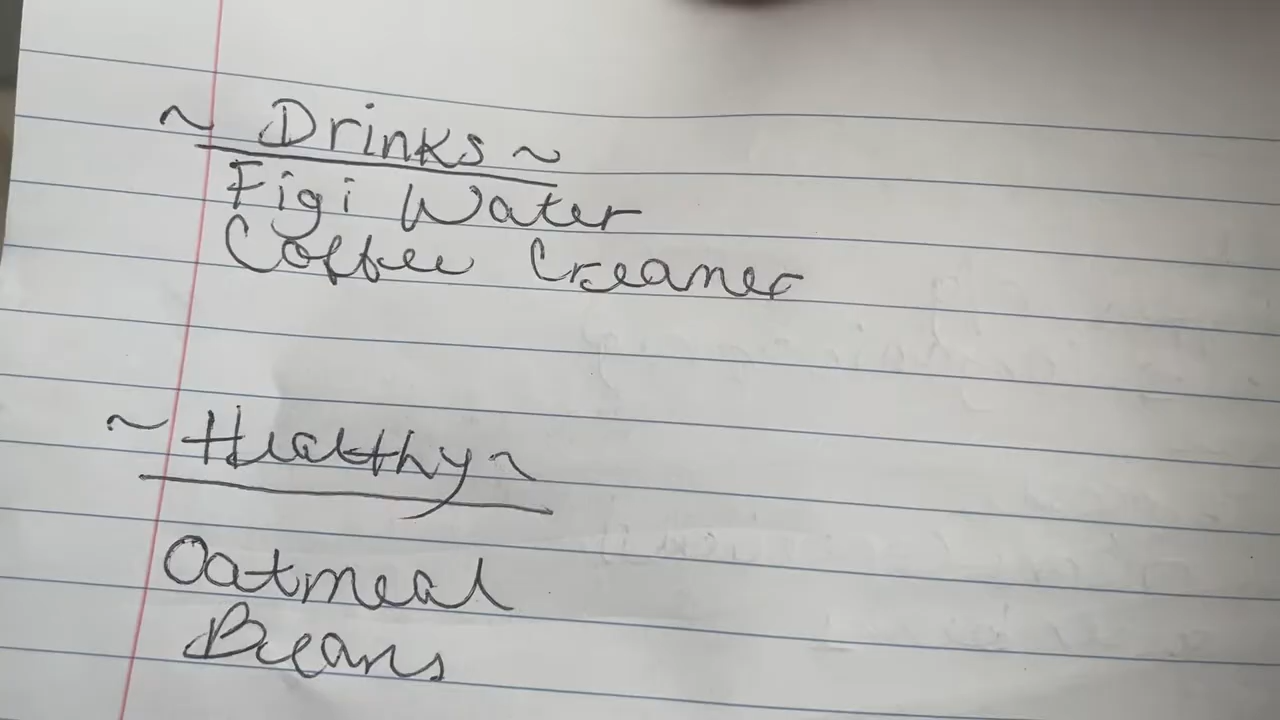 ~ Drinks ~
Figi Water
Coffee Creamer
~ Healthy ~
Oatmeal
Beans